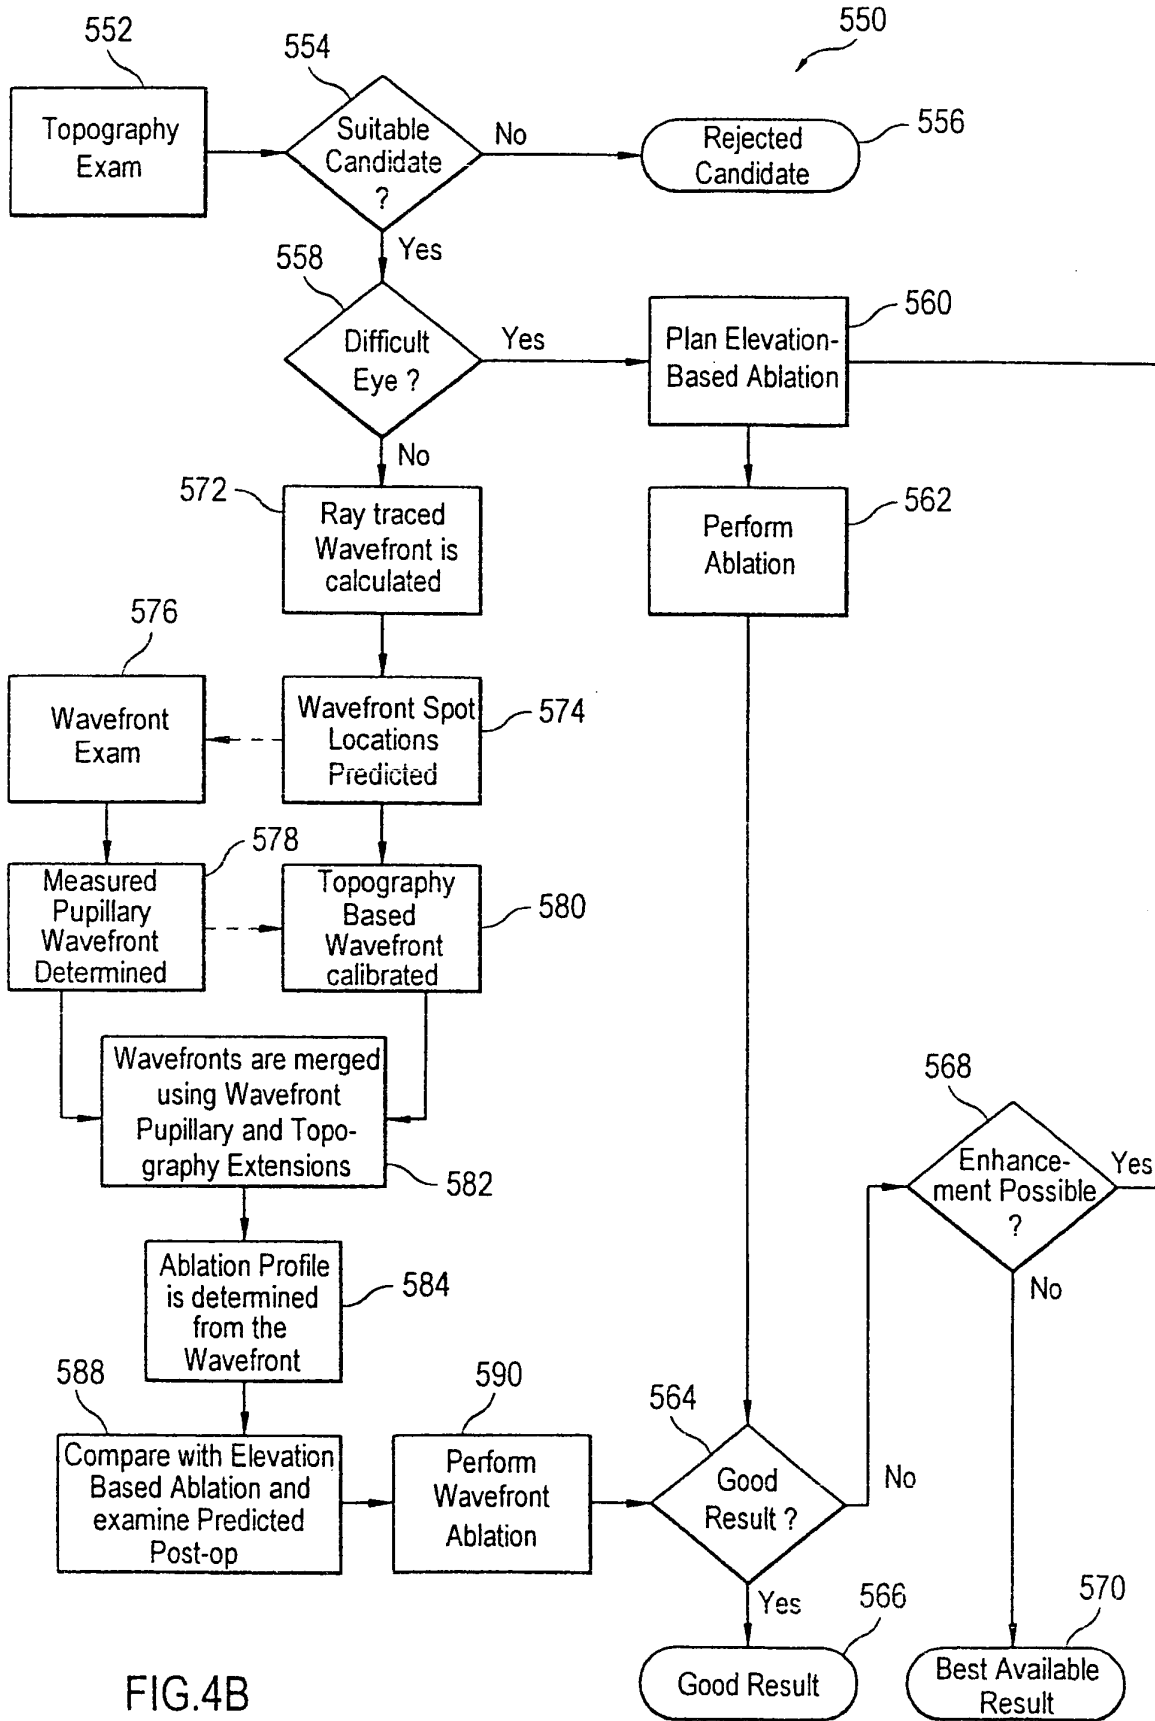 552
554
550
Topography
Exam
Suitable
Candidate
?
No
Rejected
Candidate
556
Yes
558
Difficult
Eye ?
Yes
Plan Elevation-
Based Ablation
560
No
572
Ray traced
Wavefront is
calculated
Perform
Ablation
562
576
Wavefront
Exam
Wavefront Spot
Locations
Predicted
574
578
Measured
Pupillary
Wavefront
Determined
Topography
Based
Wavefront
calibrated
580
Wavefronts are merged
using Wavefront
Pupillary and Topo-
graphy Extensions
582
568
Enhance-
ment Possible
?
Yes
No
Ablation Profile
is determined
from the
Wavefront
584
588
Compare with Elevation
Based Ablation and
examine Predicted
Post-op
590
Perform
Wavefront
Ablation
564
Good
Result ?
No
Yes
566
Good Result
570
Best Available
Result
FIG.4B